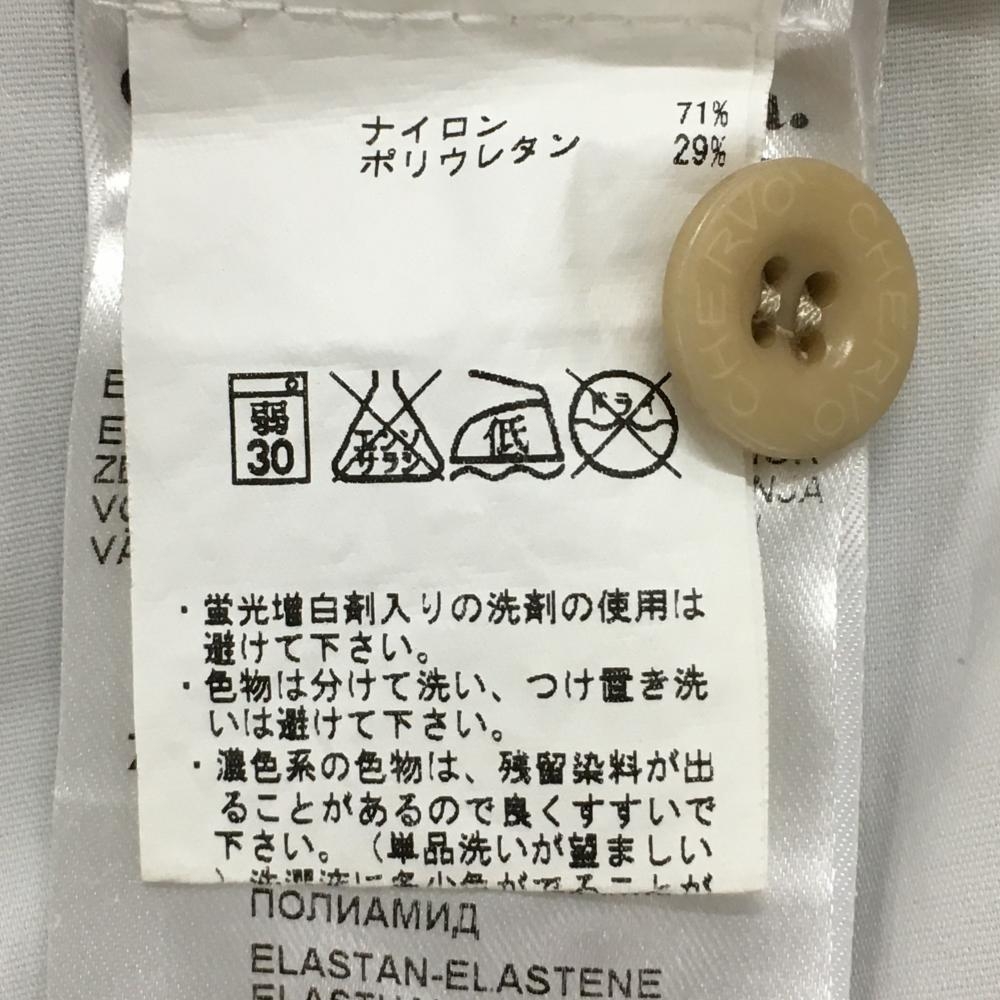 ナイロン 71%
ポリウレタン 29%
CHERVO' CHERVO
弱
30
エンソ
サラシ
低
ドライ
・蛍光増白剤入りの洗剤の使用は
避けて下さい。
・色物は分けて洗い、つけ置き洗
いは避けて下さい。
・濃色系の色物は、残留染料が出
ることがあるので良くすすいで
下さい。（単品洗いが望ましい
ПОЛИАМИД
ELASTAN-ELASTENE